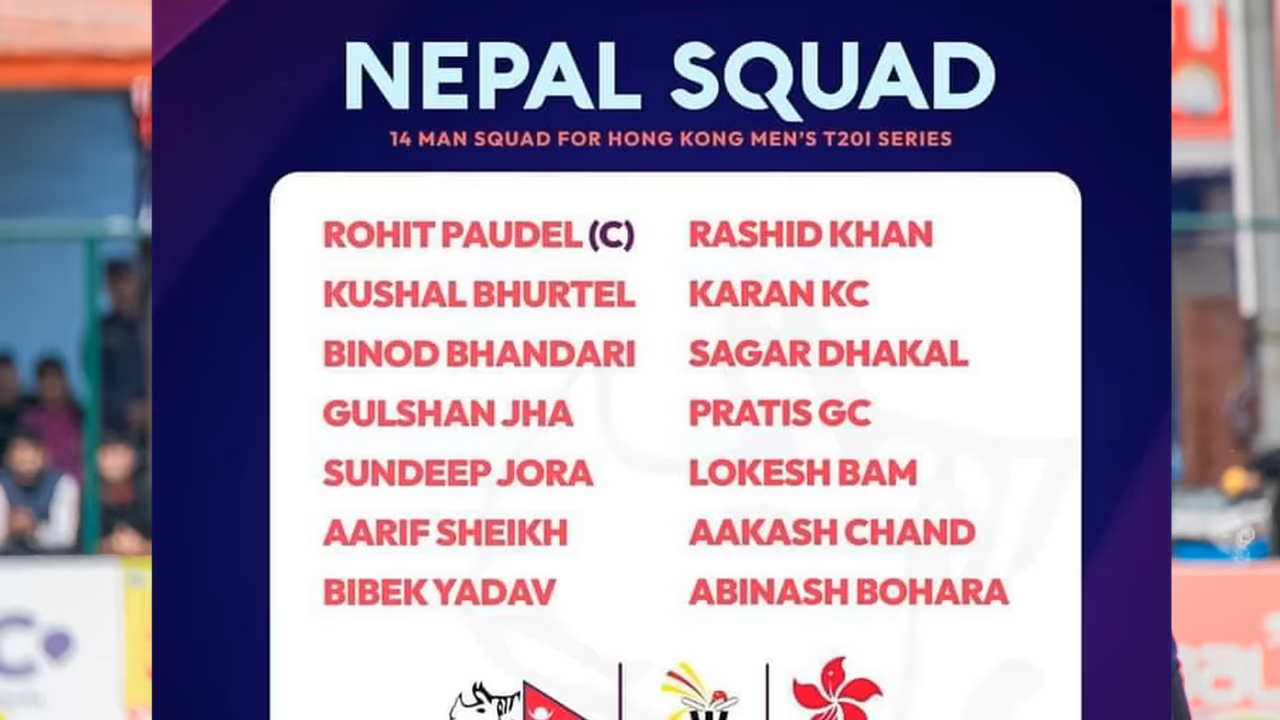 NEPAL SQUAD
14 MAN SQUAD FOR HONG KONG MEN'S T20I SERIES
ROHIT PAUDEL (C)
KUSHAL BHURTEL
BINOD BHANDARI
GULSHAN JHA
SUNDEEP JORA
AARIF SHEIKH
BIBEK YADAV
RASHID KHAN
KARAN KC
SAGAR DHAKAL
PRATIS GC
LOKESH BAM
AAKASH CHAND
ABINASH BOHARA